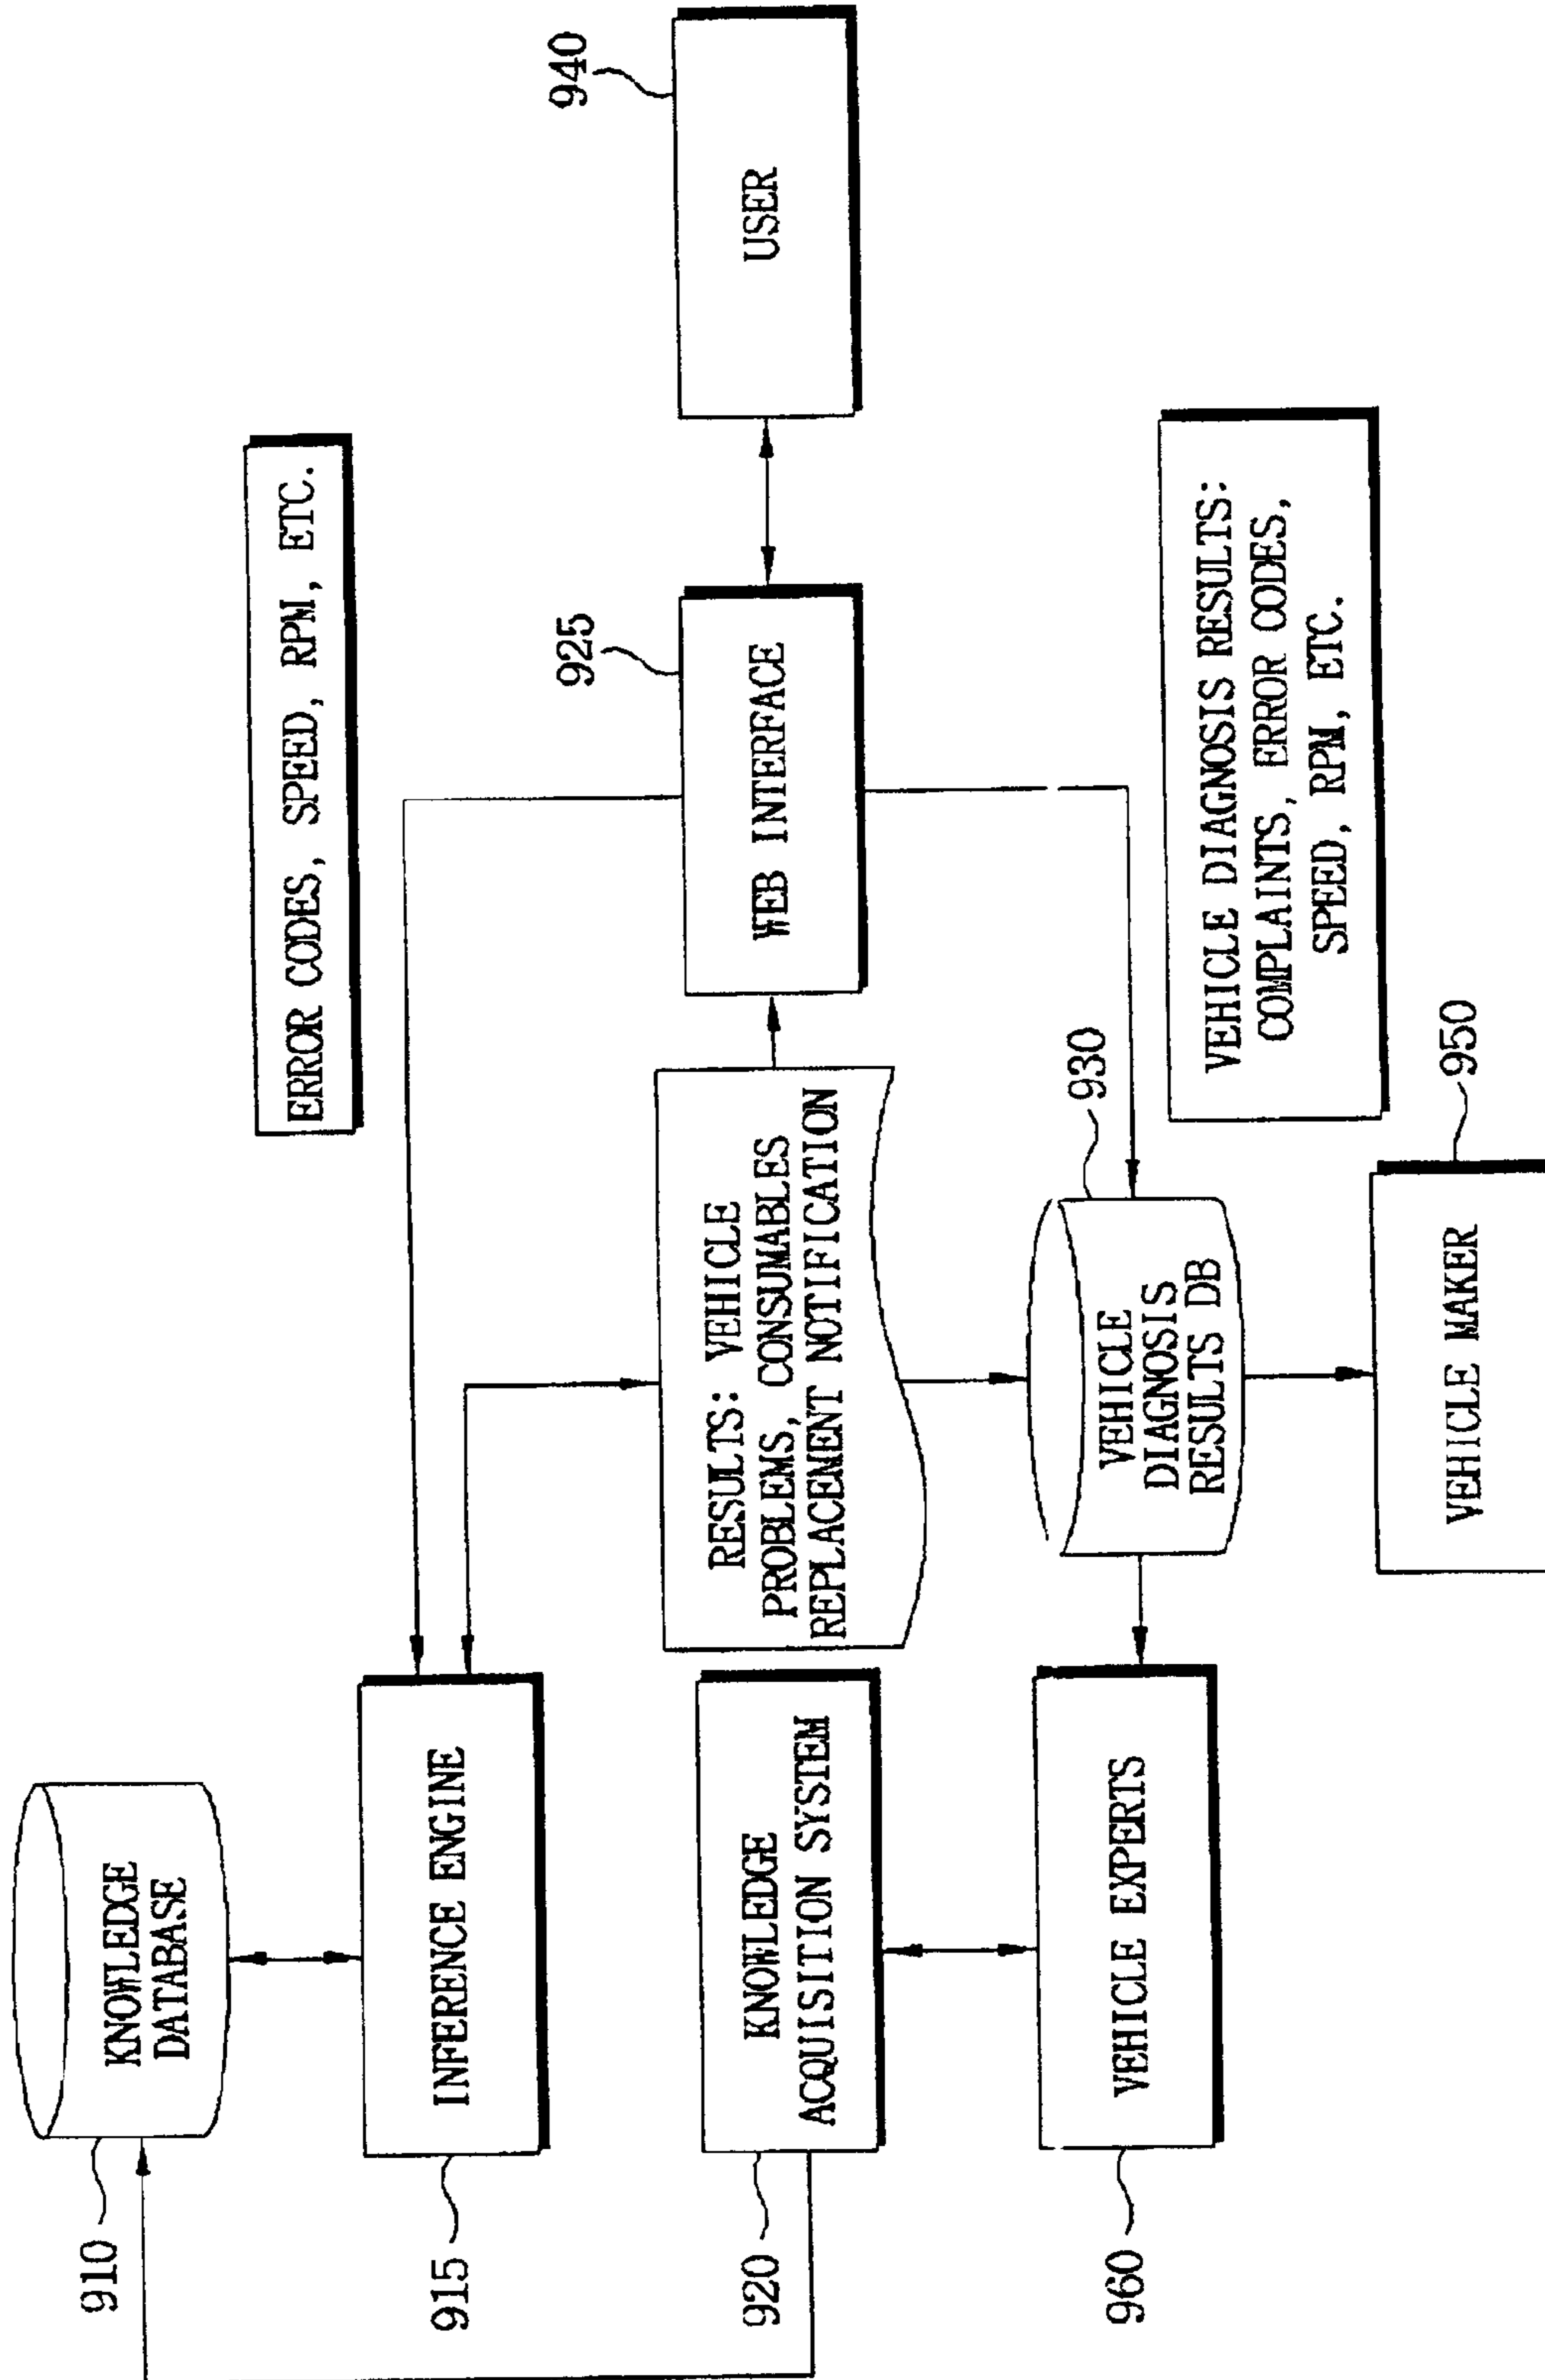 910
KNOWLEDGE
DATABASE
915
INFERENCE ENGINE
ERROR CODES, SPEED, RPM, ETC.
920
KNOWLEDGE
ACQUISITION SYSTEM
RESULTS: VEHICLE
PROBLEMS, CONSUMABLES
REPLACEMENT NOTIFICATION
925
WEB INTERFACE
940
USER
960
VEHICLE EXPERTS
930
VEHICLE
DIAGNOSIS
RESULTS DB
VEHICLE DIAGNOSIS RESULTS:
COMPLAINTS, ERROR CODES,
SPEED, RPM, ETC.
VEHICLE MAKER
950